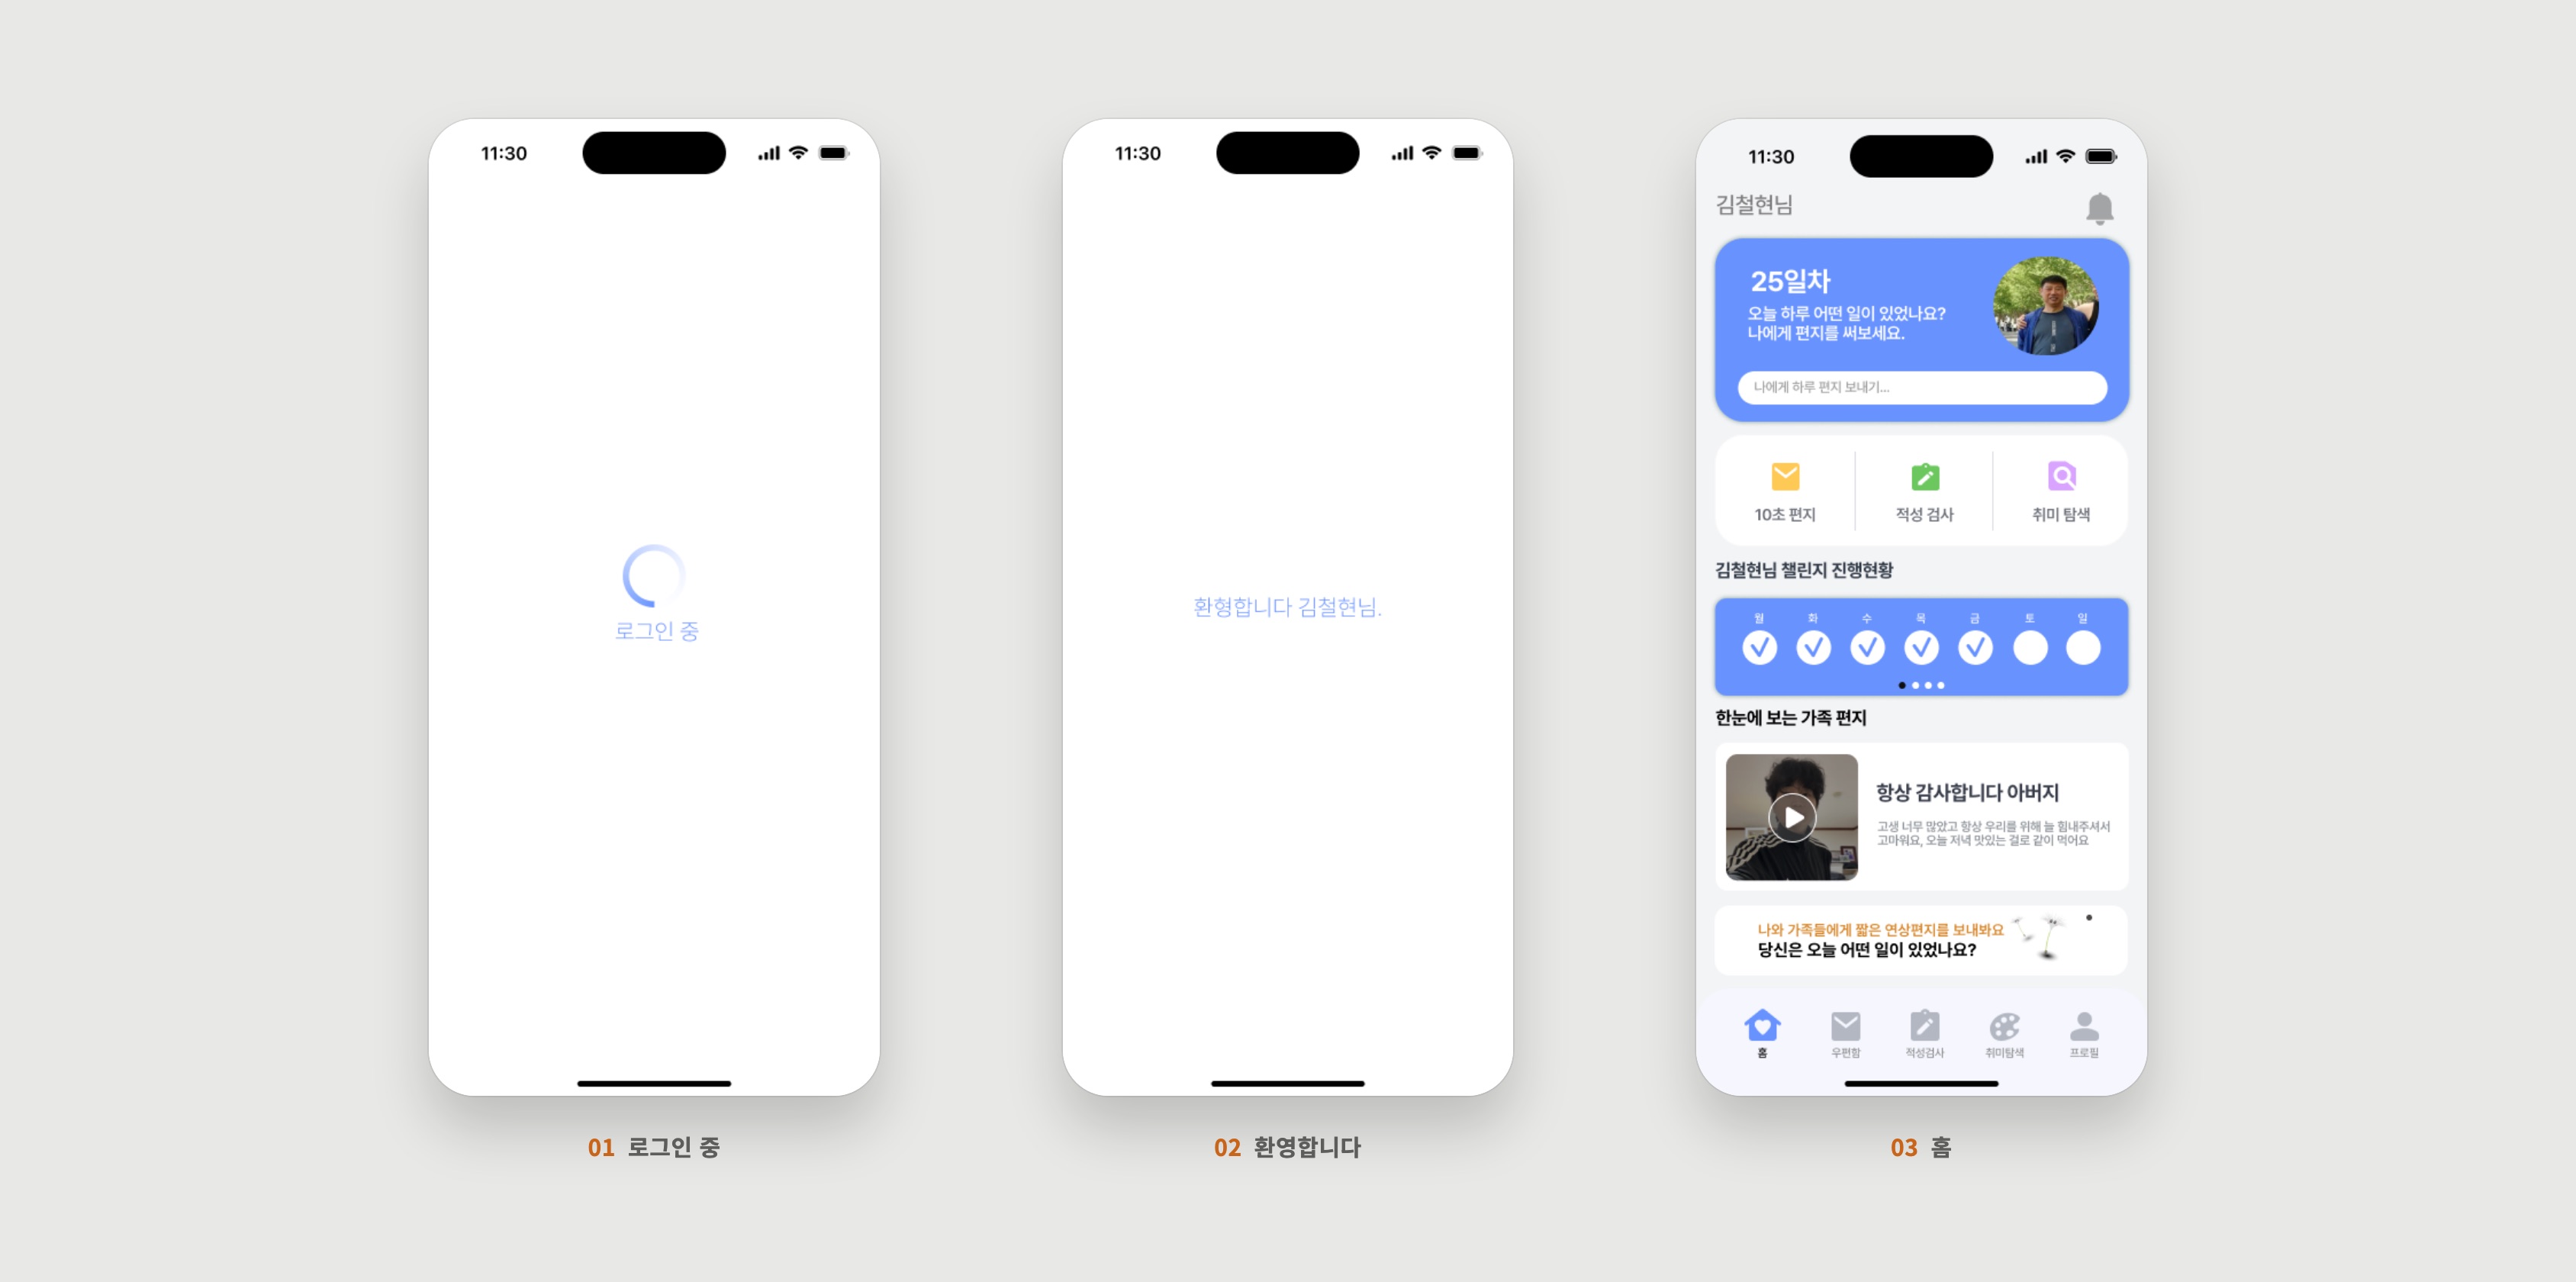 11:30
로그인 중
01 로그인 중
11:30
환형합니다 김철현님.
02 환영합니다
11:30
김철현님
25일차
오늘 하루 어떤 일이 있었나요?
나에게 편지를 써보세요.
나에게 하루 편지 보내기...
10초 편지
적성 검사
취미 탐색
김철현님 챌린지 진행현황
월 화 수 목 금 토 일
한눈에 보는 가족 편지
항상 감사합니다 아버지
고생 너무 많았고 항상 우리를 위해 늘 힘내주셔서
고마워요, 오늘 저녁 맛있는 걸로 같이 먹어요
나와 가족들에게 짧은 연상편지를 보내봐요
당신은 오늘 어떤 일이 있었나요?
홈 우편함 적성검사 취미탐색 프로필
03 홈